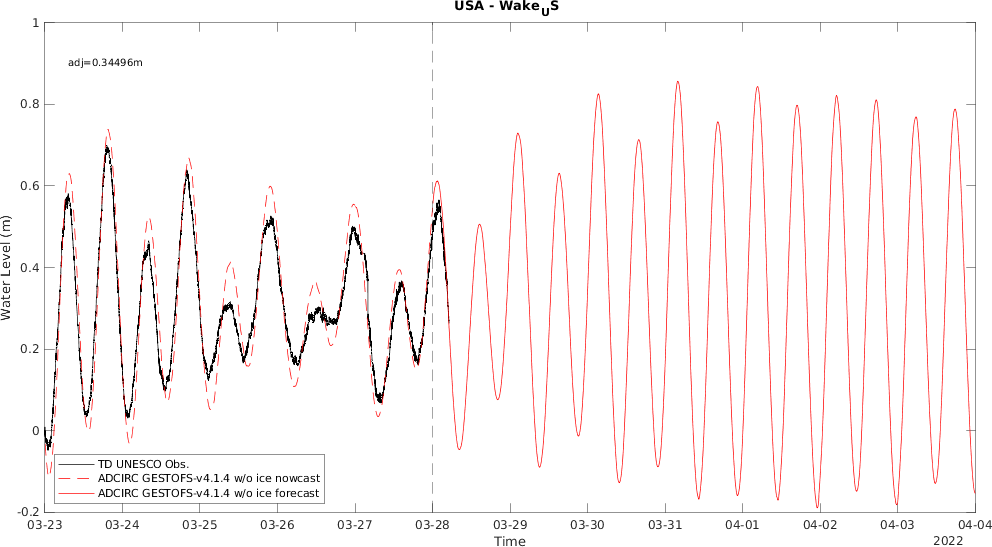 USA - Wake_US
adj=0.34496m
1
0.8
0.6
0.4
0.2
0
-0.2
Water Level (m)
TD UNESCO Obs.
ADCIRC GESTOFS-v4.1.4 w/o ice nowcast
ADCIRC GESTOFS-v4.1.4 w/o ice forecast
03-23 03-24 03-25 03-26 03-27 03-28 03-29 03-30 03-31 04-01 04-02 04-03 04-04
Time
2022